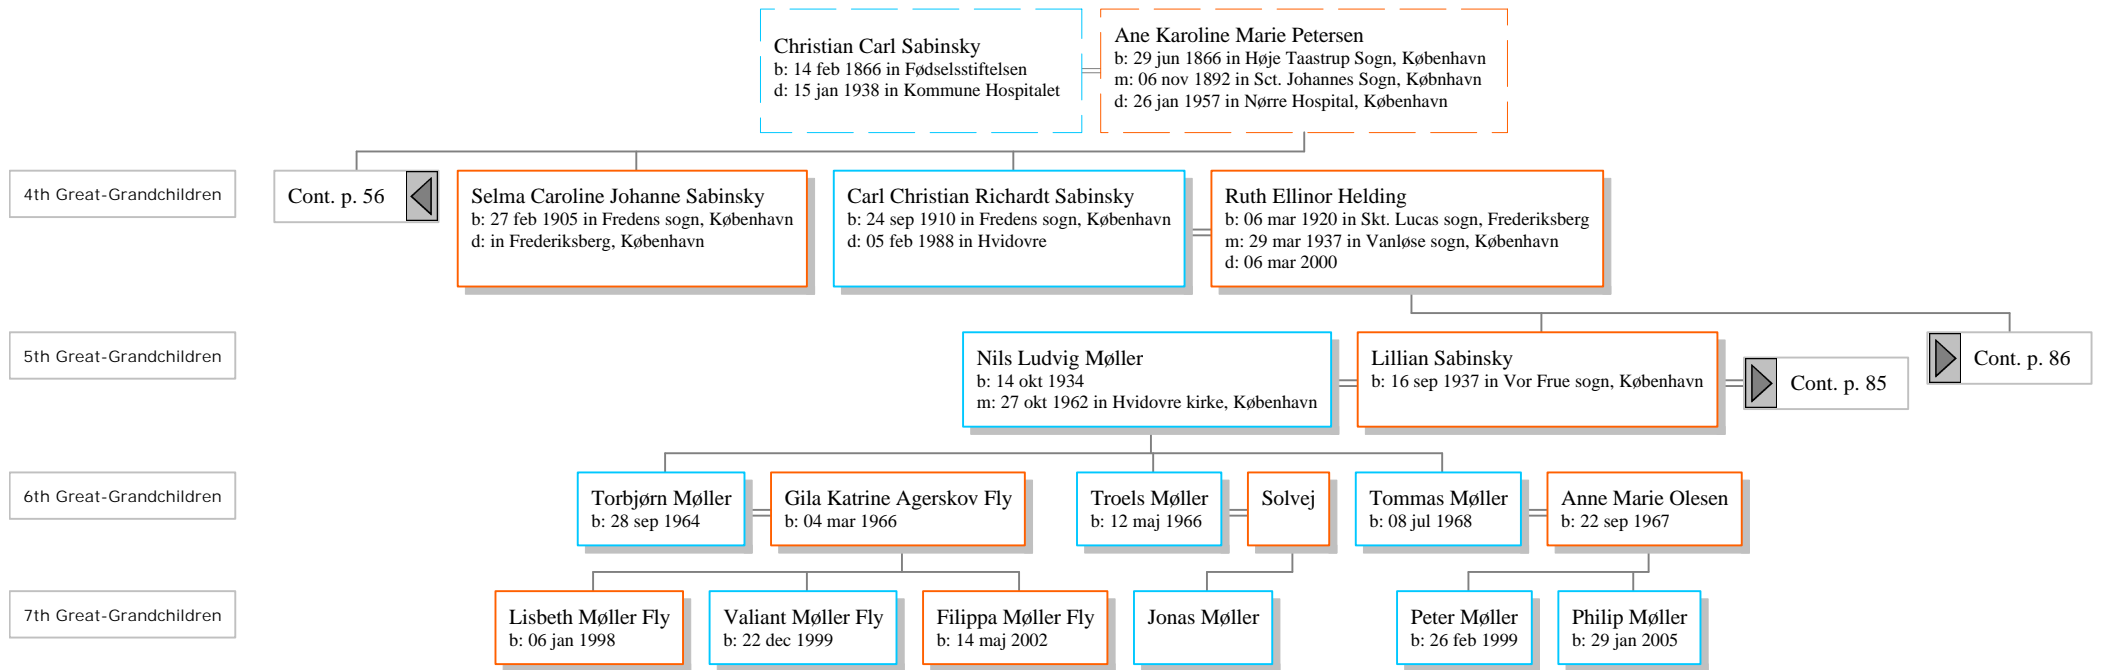 Christian Carl Sabinsky
b: 14 feb 1866 in Fødselsstiftelsen
d: 15 jan 1938 in Kommune Hospitalet
Ane Karoline Marie Petersen
b: 29 jun 1866 in Høje Taastrup Sogn, København
m: 06 nov 1892 in Sct. Johannes Sogn, Købnhavn
d: 26 jan 1957 in Nørre Hospital, København
4th Great-Grandchildren
Cont. p. 56
Selma Caroline Johanne Sabinsky
b: 27 feb 1905 in Fredens sogn, København
d: in Frederiksberg, København
Carl Christian Richardt Sabinsky
b: 24 sep 1910 in Fredens sogn, København
d: 05 feb 1988 in Hvidovre
Ruth Ellinor Helding
b: 06 mar 1920 in Skt. Lucas sogn, Frederiksberg
m: 29 mar 1937 in Vanløse sogn, København
d: 06 mar 2000
5th Great-Grandchildren
Nils Ludvig Møller
b: 14 okt 1934
m: 27 okt 1962 in Hvidovre kirke, København
Lillian Sabinsky
b: 16 sep 1937 in Vor Frue sogn, København
Cont. p. 85
Cont. p. 86
6th Great-Grandchildren
Torbjørn Møller
b: 28 sep 1964
Gila Katrine Agerskov Fly
b: 04 mar 1966
Troels Møller
b: 12 maj 1966
Solvej
Tommas Møller
b: 08 jul 1968
Anne Marie Olesen
b: 22 sep 1967
7th Great-Grandchildren
Lisbeth Møller Fly
b: 06 jan 1998
Valiant Møller Fly
b: 22 dec 1999
Filippa Møller Fly
b: 14 maj 2002
Jonas Møller
Peter Møller
b: 26 feb 1999
Philip Møller
b: 29 jan 2005